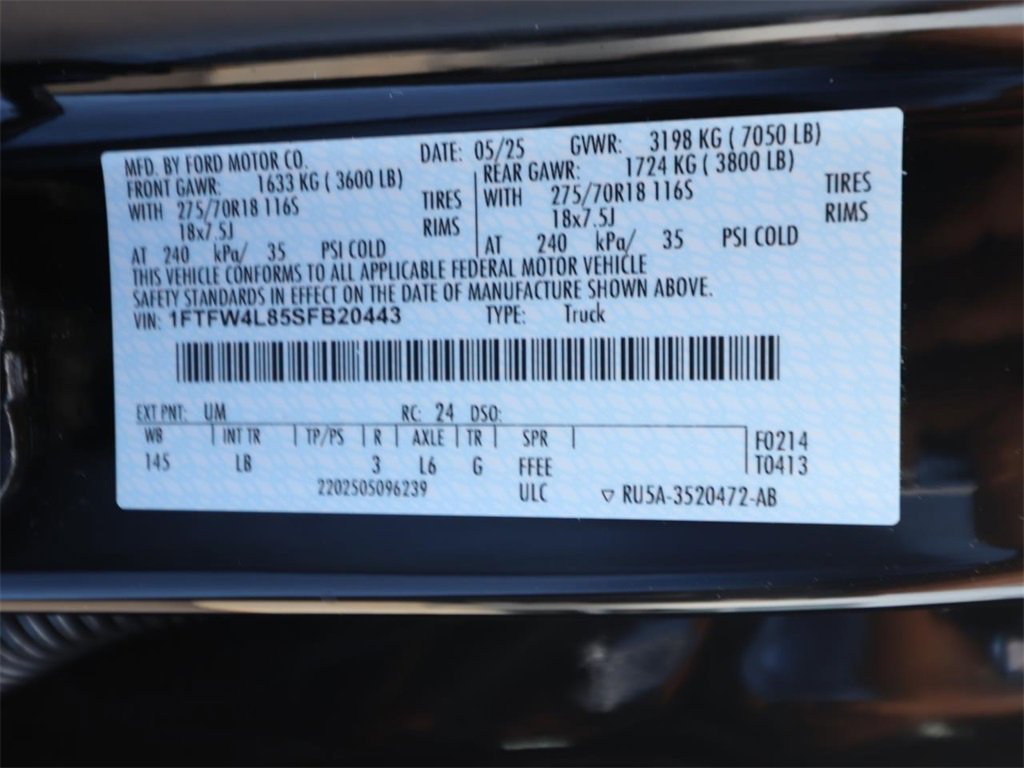 MFD. BY FORD MOTOR CO. DATE: 05/25 GVWR: 3198 KG ( 7050 LB)
FRONT GAWR: 1633 KG ( 3600 LB) REAR GAWR: 1724 KG ( 3800 LB)
WITH 275/70R18 116S TIRES WITH 275/70R18 116S TIRES
18x7.5J RIMS 18x7.5J RIMS
AT 240 kPa/ 35 PSI COLD AT 240 kPa/ 35 PSI COLD
THIS VEHICLE CONFORMS TO ALL APPLICABLE FEDERAL MOTOR VEHICLE
SAFETY STANDARDS IN EFFECT ON THE DATE OF MANUFACTURE SHOWN ABOVE.
VIN: 1FTFW4L85SFB20443 TYPE: Truck
EXT PNT: UM RC: 24 DSO:
WB INT TR TP/PS R AXLE TR SPR F0214
145 LB 3 L6 G FFEE T0413
2202505096239 ULC ▽ RU5A-3520472-AB